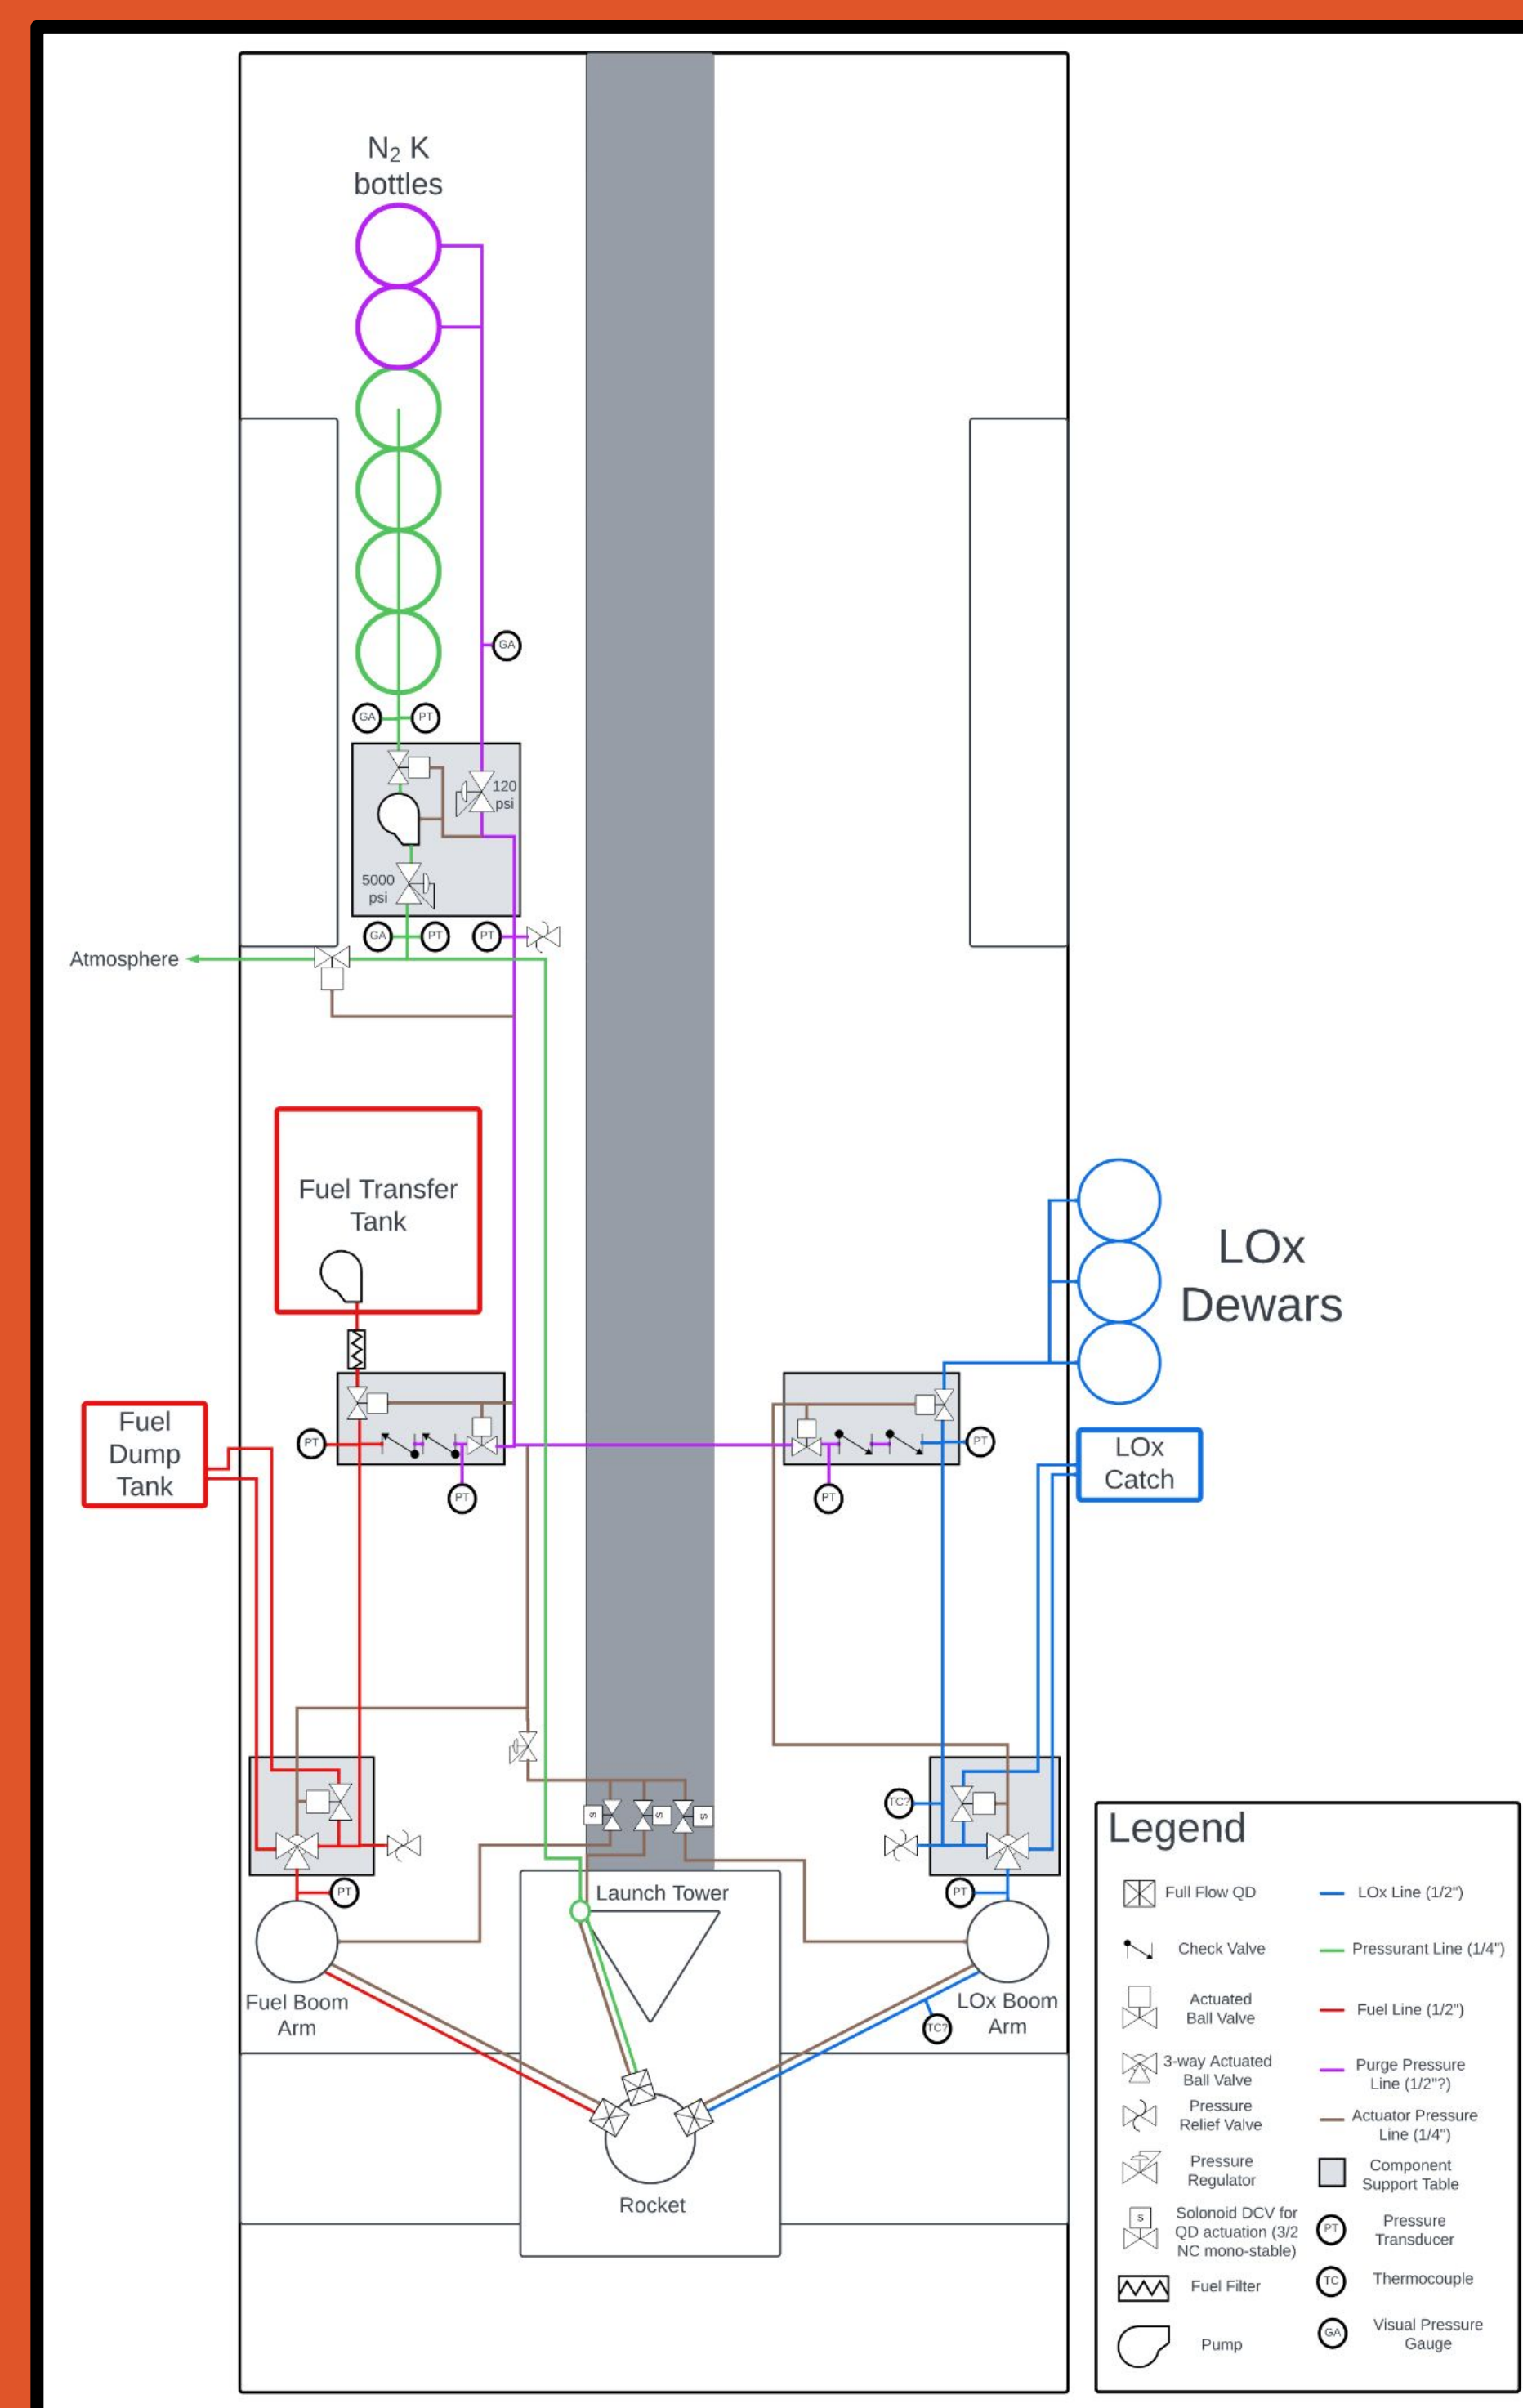 N₂ K
bottles
GA
GA
PT
120
psi
5000
psi
GA
PT
PT
Atmosphere
Fuel Transfer
Tank
LOx
Dewars
Fuel
Dump
Tank
PT
PT
PT
PT
LOx
Catch
TC?
S
S
S
PT
PT
Launch Tower
Fuel Boom
Arm
LOx Boom
Arm
TC?
Rocket
Legend
Full Flow QD
Check Valve
Actuated
Ball Valve
3-way Actuated
Ball Valve
Pressure
Relief Valve
Pressure
Regulator
S
Solonoid DCV for
QD actuation (3/2
NC mono-stable)
Fuel Filter
Pump
LOx Line (1/2")
Pressurant Line (1/4")
Fuel Line (1/2")
Purge Pressure
Line (1/2"?)
Actuator Pressure
Line (1/4")
Component
Support Table
PT
Pressure
Transducer
TC
Thermocouple
GA
Visual Pressure
Gauge